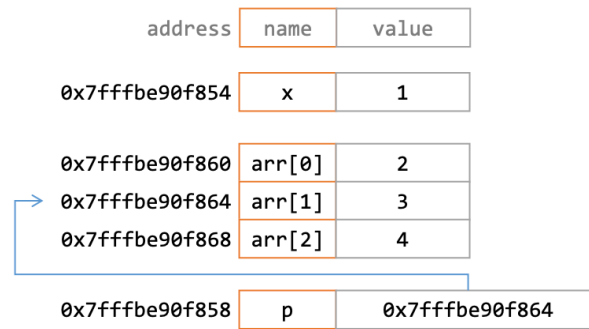 address name value
0x7fffbe90f854 x 1
0x7fffbe90f860 arr[0] 2
0x7fffbe90f864 arr[1] 3
0x7fffbe90f868 arr[2] 4
0x7fffbe90f858 p 0x7fffbe90f864